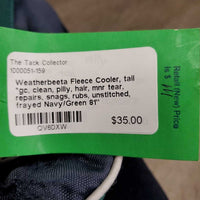 The Tack Collector
1000051-159
Weatherbeeta Fleece Cooler, tail
"gc, clean, pilly, hair, mnr tear,
repairs, snags, rubs, unstitched,
frayed Navy/Green 81"
QV8DXW
$35.00
Retail (New) Price
is $